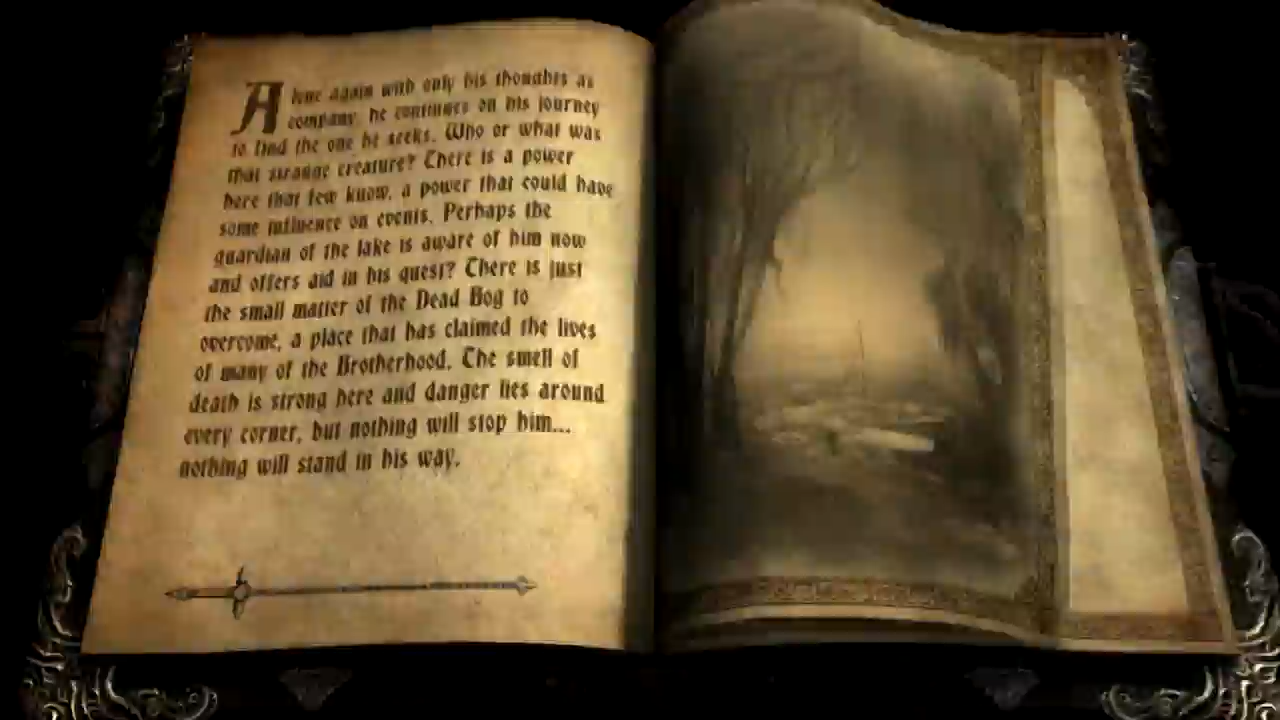 Alone again with only his thoughts as
company, he continues on his journey
to find the one he seeks. Who or what was
that strange creature? There is a power
here that few know, a power that could have
some influence on events. Perhaps the
guardian of the lake is aware of him now
and offers aid in his quest? There is just
the small matter of the Dead Bog to
overcome, a place that has claimed the lives
of many of the Brotherhood. The smell of
death is strong here and danger lies around
every corner, but nothing will stop him...
nothing will stand in his way.